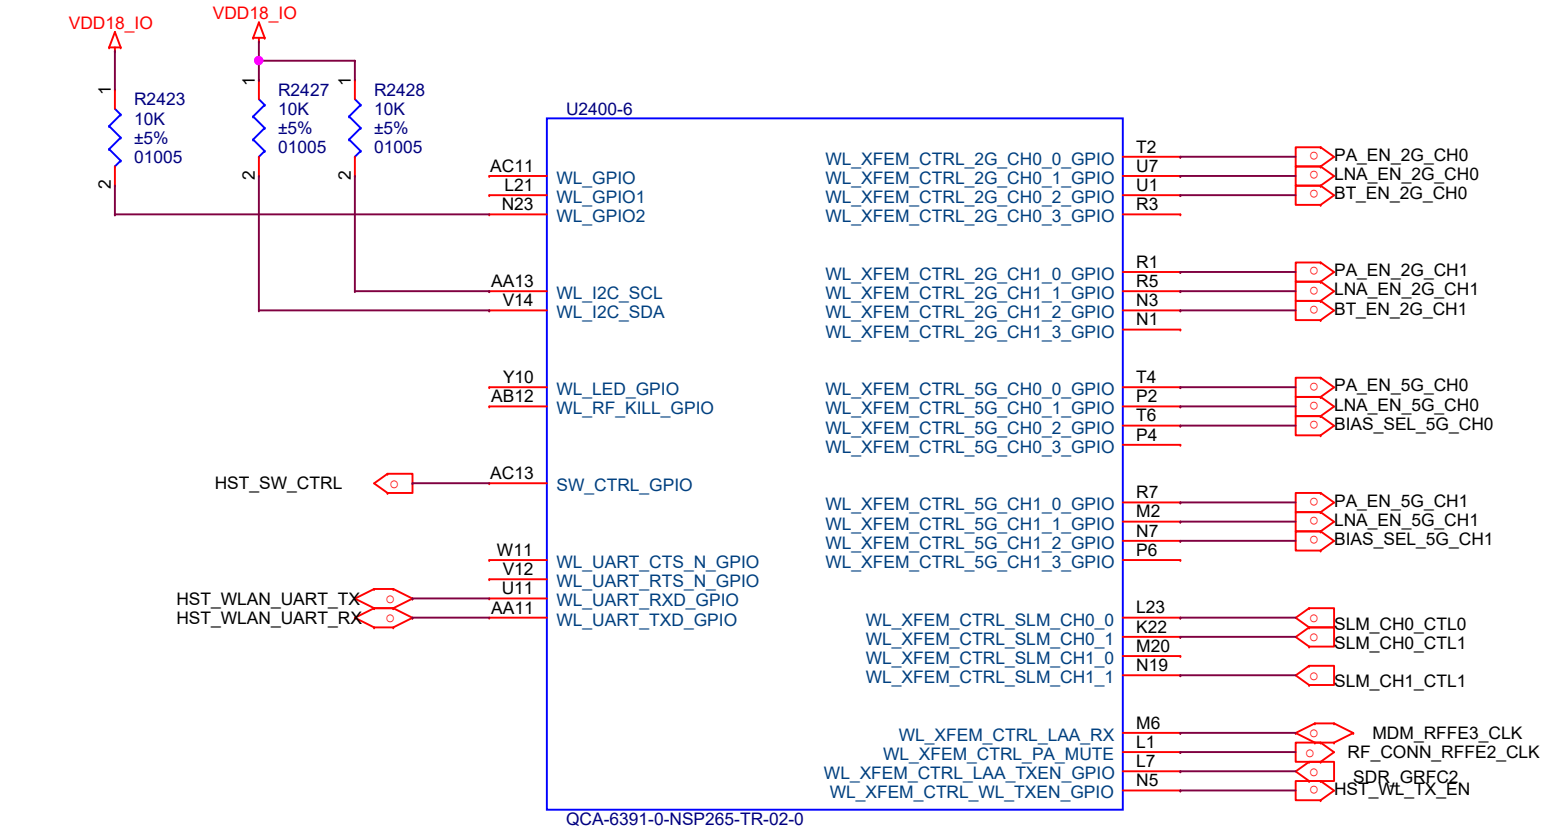 VDD18_IO
VDD18_IO
1
R2423
10K
±5%
01005
2
1
R2427
10K
±5%
01005
2
1
R2428
10K
±5%
01005
2
U2400-6
AC11 WL_GPIO
L21 WL_GPIO1
N23 WL_GPIO2
AA13 WL_I2C_SCL
V14 WL_I2C_SDA
Y10 WL_LED_GPIO
AB12 WL_RF_KILL_GPIO
HST_SW_CTRL AC13 SW_CTRL_GPIO
W11 WL_UART_CTS_N_GPIO
V12 WL_UART_RTS_N_GPIO
HST_WLAN_UART_TX U11 WL_UART_RXD_GPIO
HST_WLAN_UART_RX AA11 WL_UART_TXD_GPIO
WL_XFEM_CTRL_2G_CH0_0_GPIO T2 PA_EN_2G_CH0
WL_XFEM_CTRL_2G_CH0_1_GPIO U7 LNA_EN_2G_CH0
WL_XFEM_CTRL_2G_CH0_2_GPIO U1 BT_EN_2G_CH0
WL_XFEM_CTRL_2G_CH0_3_GPIO R3
WL_XFEM_CTRL_2G_CH1_0_GPIO R1 PA_EN_2G_CH1
WL_XFEM_CTRL_2G_CH1_1_GPIO R5 LNA_EN_2G_CH1
WL_XFEM_CTRL_2G_CH1_2_GPIO N3 BT_EN_2G_CH1
WL_XFEM_CTRL_2G_CH1_3_GPIO N1
WL_XFEM_CTRL_5G_CH0_0_GPIO T4 PA_EN_5G_CH0
WL_XFEM_CTRL_5G_CH0_1_GPIO P2 LNA_EN_5G_CH0
WL_XFEM_CTRL_5G_CH0_2_GPIO T6 BIAS_SEL_5G_CH0
WL_XFEM_CTRL_5G_CH0_3_GPIO P4
WL_XFEM_CTRL_5G_CH1_0_GPIO R7 PA_EN_5G_CH1
WL_XFEM_CTRL_5G_CH1_1_GPIO M2 LNA_EN_5G_CH1
WL_XFEM_CTRL_5G_CH1_2_GPIO N7 BIAS_SEL_5G_CH1
WL_XFEM_CTRL_5G_CH1_3_GPIO P6
WL_XFEM_CTRL_SLM_CH0_0 L23 SLM_CH0_CTL0
WL_XFEM_CTRL_SLM_CH0_1 K22 SLM_CH0_CTL1
WL_XFEM_CTRL_SLM_CH1_0 M20
WL_XFEM_CTRL_SLM_CH1_1 N19 SLM_CH1_CTL1
WL_XFEM_CTRL_LAA_RX M6 MDM_RFFE3_CLK
WL_XFEM_CTRL_PA_MUTE L1 RF_CONN_RFFE2_CLK
WL_XFEM_CTRL_LAA_TXEN_GPIO L7 SDR_GRFC2
WL_XFEM_CTRL_WL_TXEN_GPIO N5 HST_WL_TX_EN
QCA-6391-0-NSP265-TR-02-0